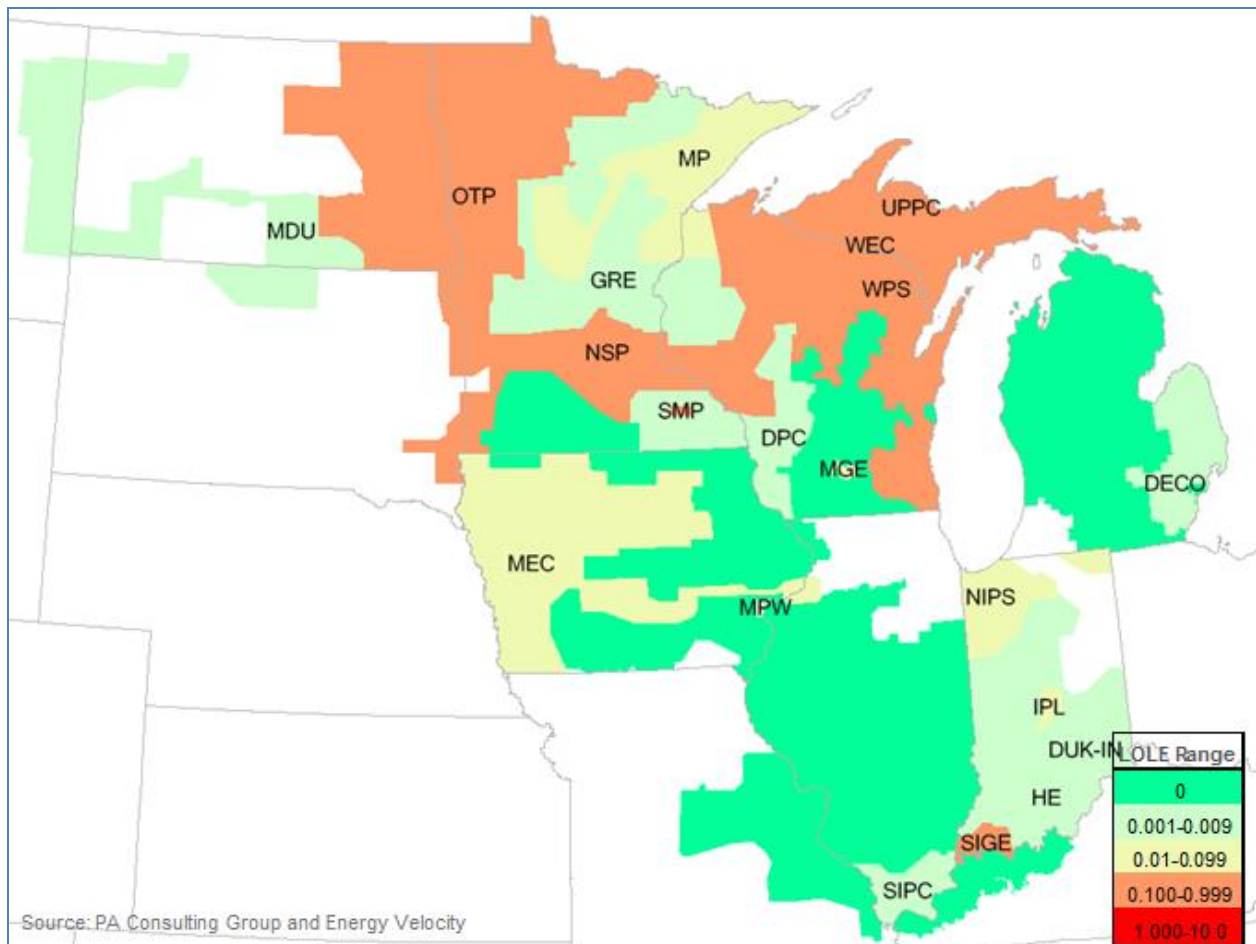 MP
OTP
UPPC
MDU
WEC
GRE
WPS
NSP
SMP
DPC
MGE
DECO
MEC
NIPS
MPW
IPL
DUK-IN
HE
SIGE
SIPC
LOLE Range
0
0.001-0.009
0.01-0.099
0.100-0.999
1.000-10.0
Source: PA Consulting Group and Energy Velocity